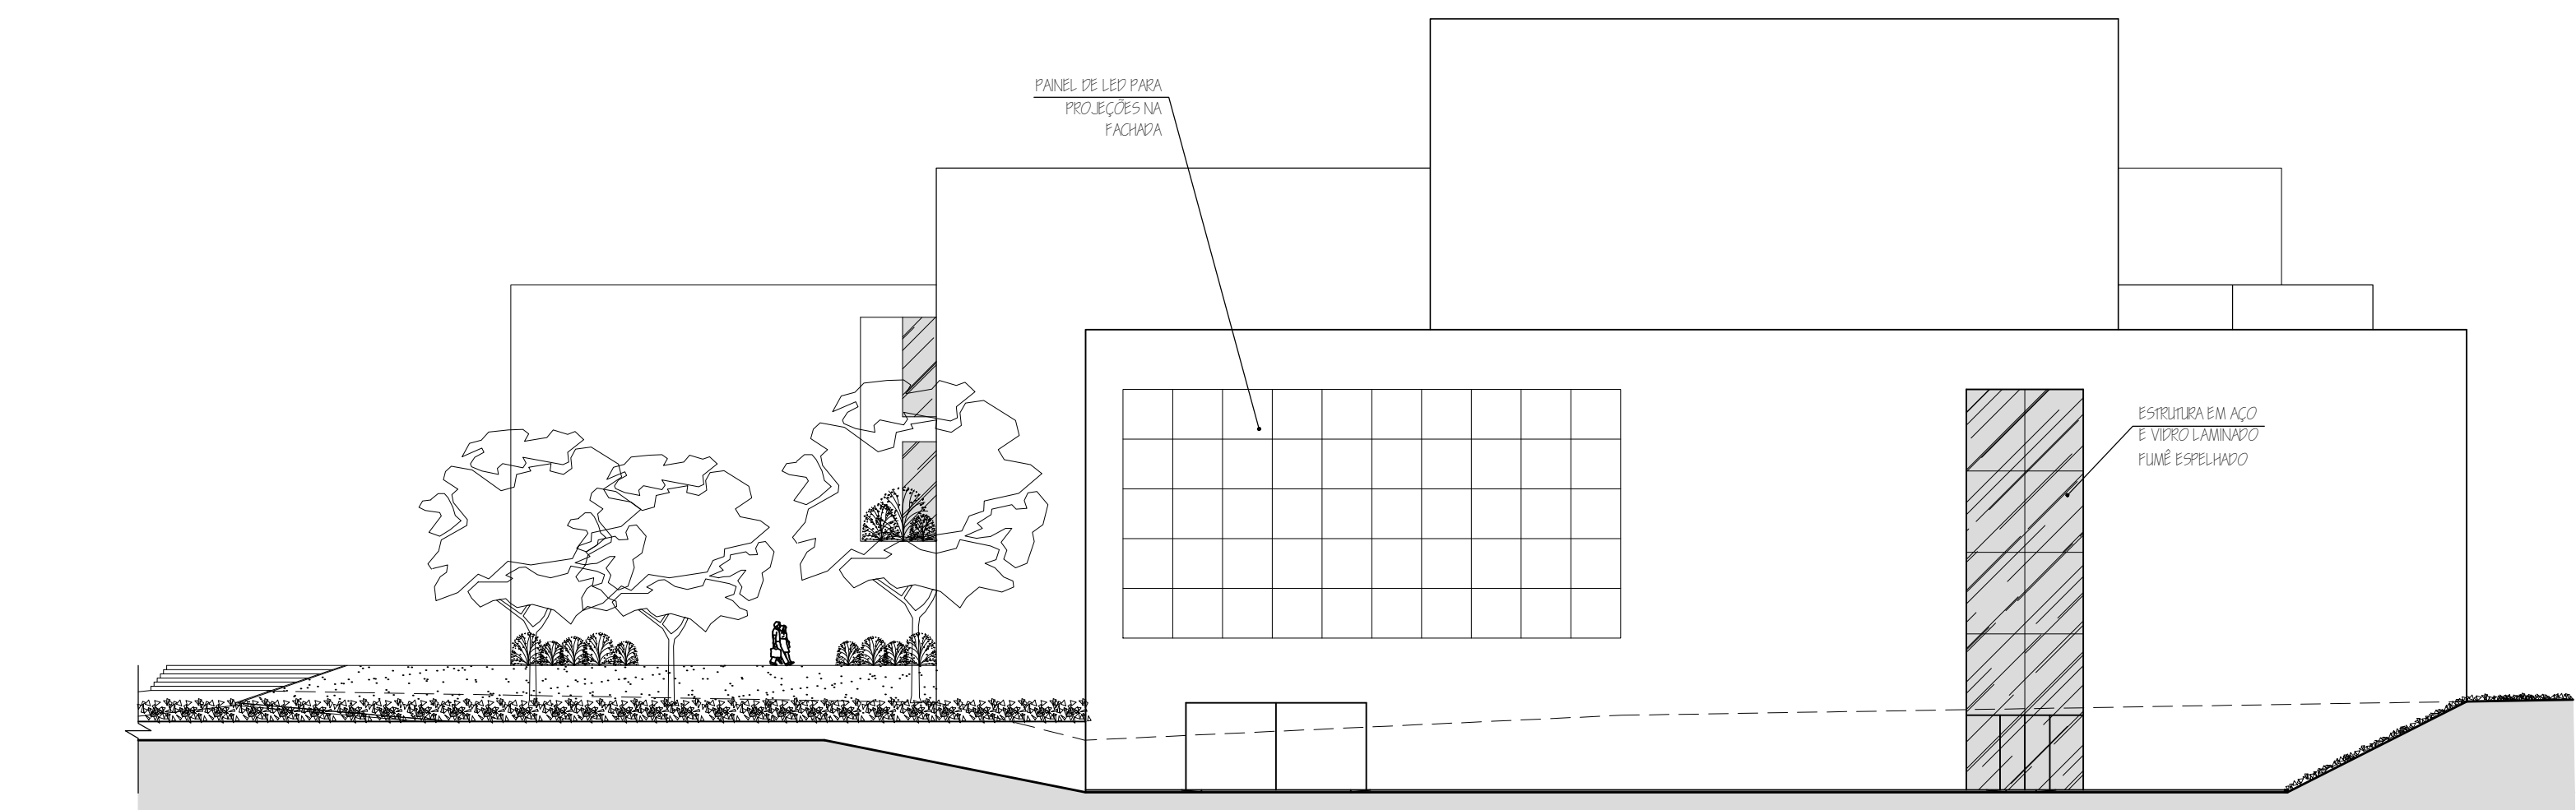 PAINEL DE LED PARA
PROJEÇÕES NA
FACHADA
ESTRUTURA EM AÇO
E VIDRO LAMINADO
FUMÊ ESPELHADO